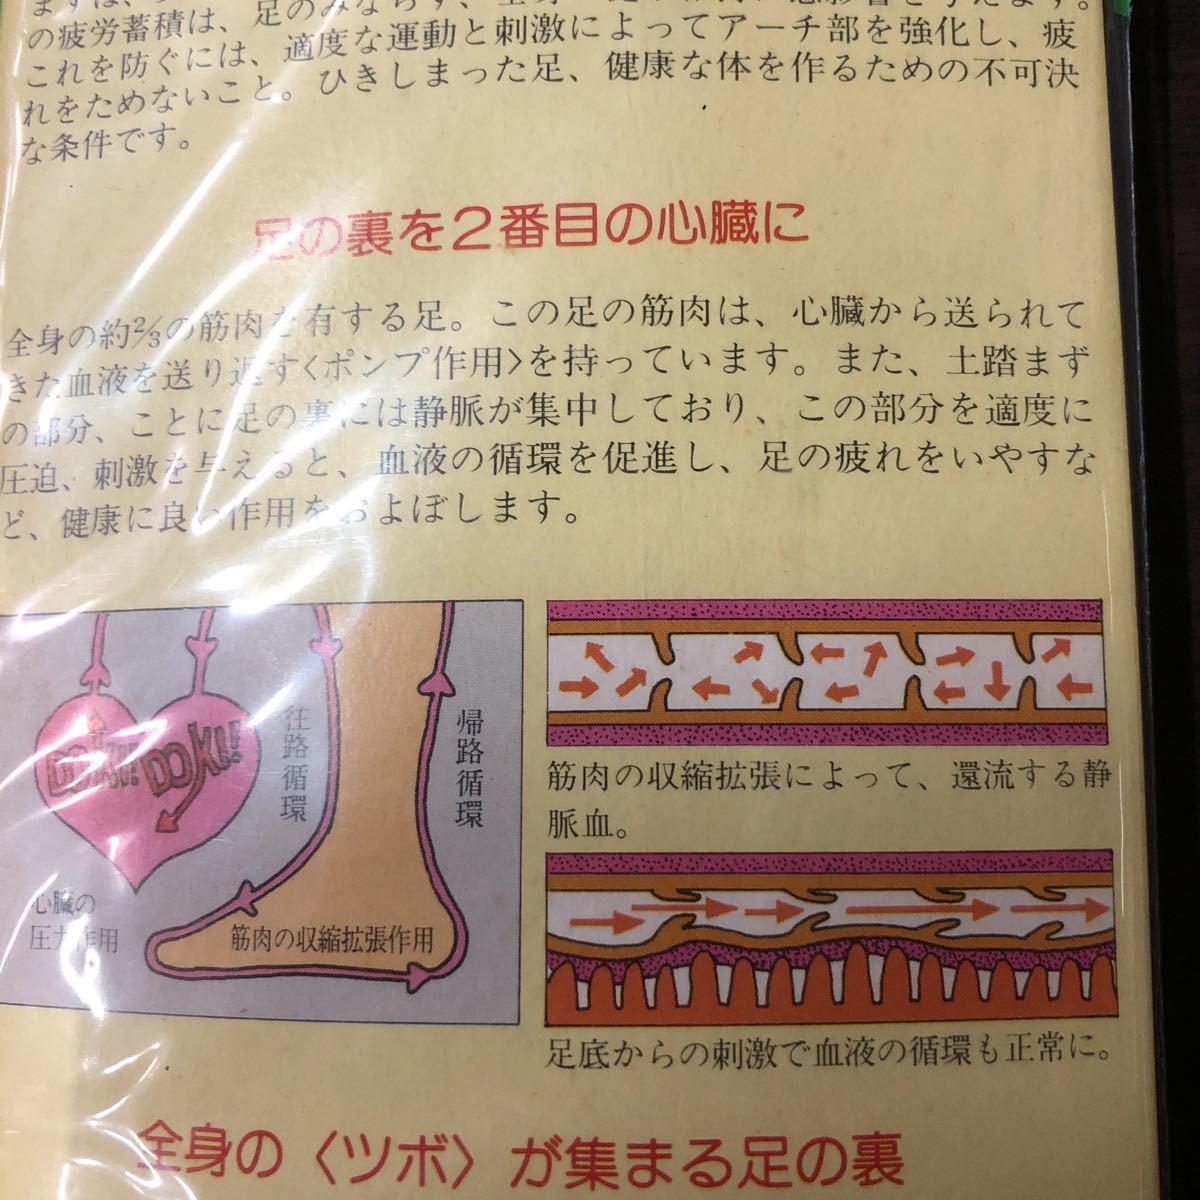 の疲労蓄積は、足のみならず、全身
これを防ぐには、適度な運動と刺激によってアーチ部を強化し、疲
れをためないこと。ひきしまった足、健康な体を作るための不可決
な条件です。
足の裏を2番目の心臓に
全身の約2/3の筋肉を有する足。この足の筋肉は、心臓から送られて
きた血液を送り返す〈ポンプ作用〉を持っています。また、土踏まず
の部分、ことに足の裏には静脈が集中しており、この部分を適度に
圧迫、刺激を与えると、血液の循環を促進し、足の疲れをいやすな
ど、健康に良い作用をおよぼします。
DOKI!! DOKI!!
往路循環
帰路循環
心臓の
圧力作用
筋肉の収縮拡張作用
筋肉の収縮拡張によって、還流する静
脈血。
足底からの刺激で血液の循環も正常に。
全身の〈ツボ〉が集まる足の裏